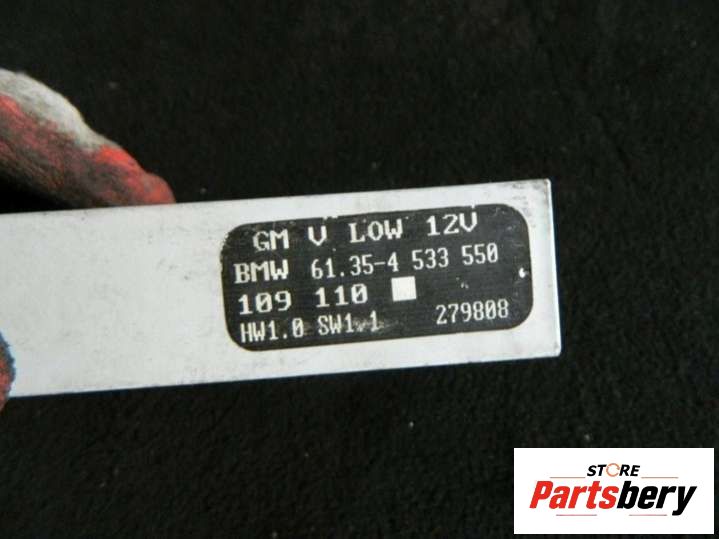 GM V LOW 12V
BMW 61.35-4 533 550
109 110
HW1.0 SW1.1 279808
STORE
Partsbery